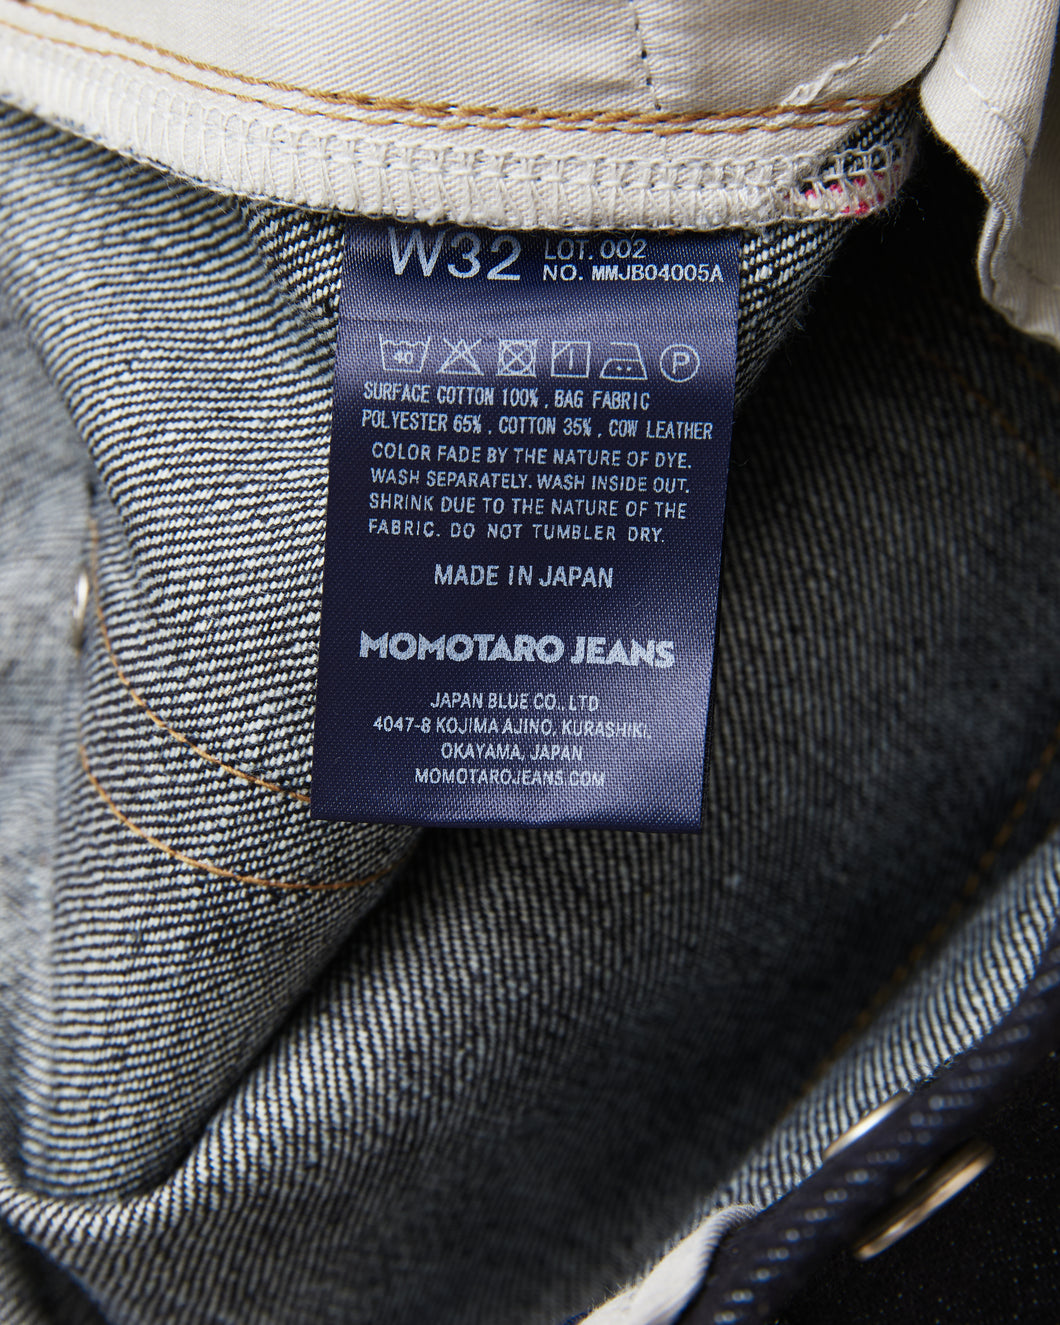 W32 LOT. 002
NO. MMJB04005A
40
P
SURFACE COTTON 100% , BAG FABRIC
POLYESTER 65% , COTTON 35% , COW LEATHER
COLOR FADE BY THE NATURE OF DYE.
WASH SEPARATELY. WASH INSIDE OUT.
SHRINK DUE TO THE NATURE OF THE
FABRIC. DO NOT TUMBLER DRY.
MADE IN JAPAN
MOMOTARO JEANS
JAPAN BLUE CO., LTD
4047-8 KOJIMA AJINO, KURASHIKI,
OKAYAMA, JAPAN
MOMOTAROJEANS.COM